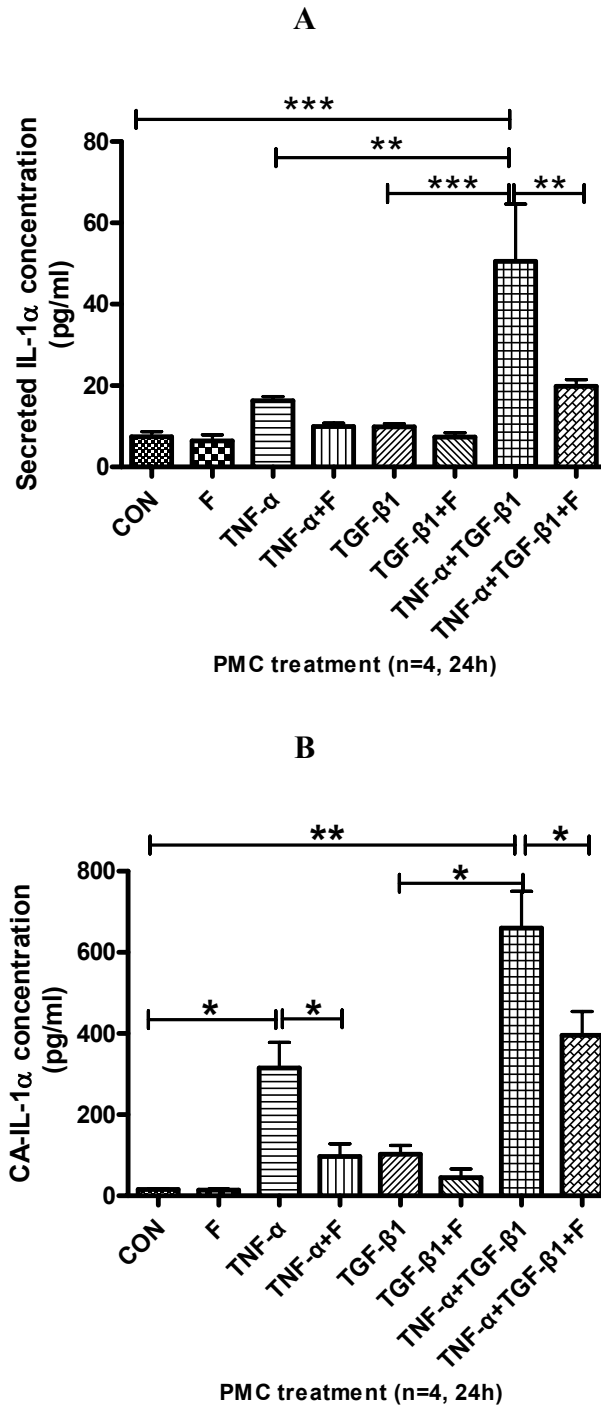 A
***
**
***
**
80
60
40
20
0
Secreted IL-1α concentration
(pg/ml)
CON
F
TNF-α
TNF-α+F
TGF-β1
TGF-β1+F
TNF-α+TGF-β1
TNF-α+TGF-β1+F
PMC treatment (n=4, 24h)
B
**
*
*
*
*
800
600
400
200
0
CA-IL-1α concentration
(pg/ml)
CON
F
TNF-α
TNF-α+F
TGF-β1
TGF-β1+F
TNF-α+TGF-β1
TNF-α+TGF-β1+F
PMC treatment (n=4, 24h)